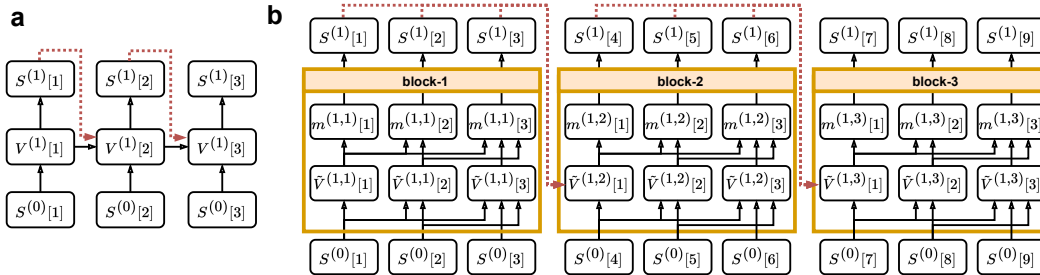 a
S^(1)[1] S^(1)[2] S^(1)[3]
V^(1)[1] V^(1)[2] V^(1)[3]
S^(0)[1] S^(0)[2] S^(0)[3]
b
S^(1)[1] S^(1)[2] S^(1)[3] S^(1)[4] S^(1)[5] S^(1)[6] S^(1)[7] S^(1)[8] S^(1)[9]
block-1 block-2 block-3
m^(1,1)[1] m^(1,1)[2] m^(1,1)[3] m^(1,2)[1] m^(1,2)[2] m^(1,2)[3] m^(1,3)[1] m^(1,3)[2] m^(1,3)[3]
Ṽ^(1,1)[1] Ṽ^(1,1)[2] Ṽ^(1,1)[3] Ṽ^(1,2)[1] Ṽ^(1,2)[2] Ṽ^(1,2)[3] Ṽ^(1,3)[1] Ṽ^(1,3)[2] Ṽ^(1,3)[3]
S^(0)[1] S^(0)[2] S^(0)[3] S^(0)[4] S^(0)[5] S^(0)[6] S^(0)[7] S^(0)[8] S^(0)[9]